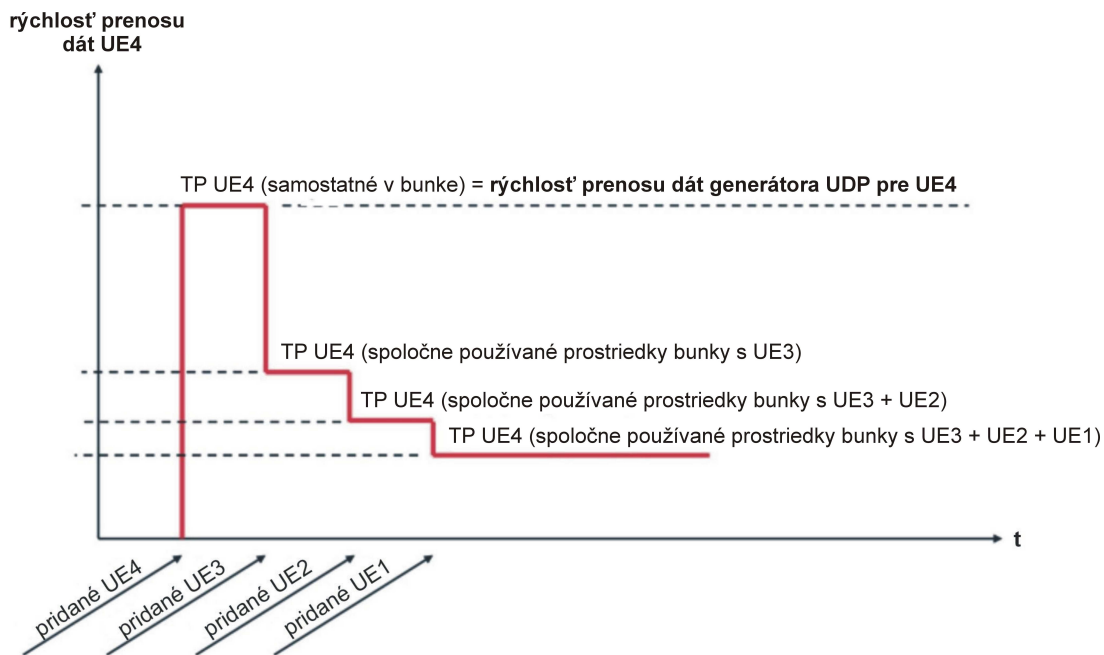 rýchlosť prenosu
dát UE4
TP UE4 (samostatné v bunke) = rýchlosť prenosu dát generátora UDP pre UE4
TP UE4 (spoločne používané prostriedky bunky s UE3)
TP UE4 (spoločne používané prostriedky bunky s UE3 + UE2)
TP UE4 (spoločne používané prostriedky bunky s UE3 + UE2 + UE1)
t
pridané UE4
pridané UE3
pridané UE2
pridané UE1